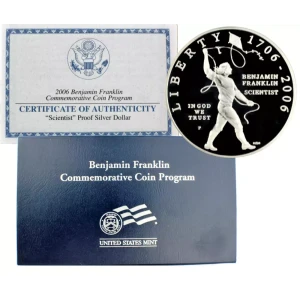 2006 Benjamin Franklin
Commemorative Coin Program
CERTIFICATE OF AUTHENTICITY
"Scientist" Proof Silver Dollar
LIBERTY 1706-2006
BENJAMIN
FRANKLIN
SCIENTIST
IN GOD
WE
TRUST
P
Benjamin Franklin
Commemorative Coin Program
UNITED STATES MINT